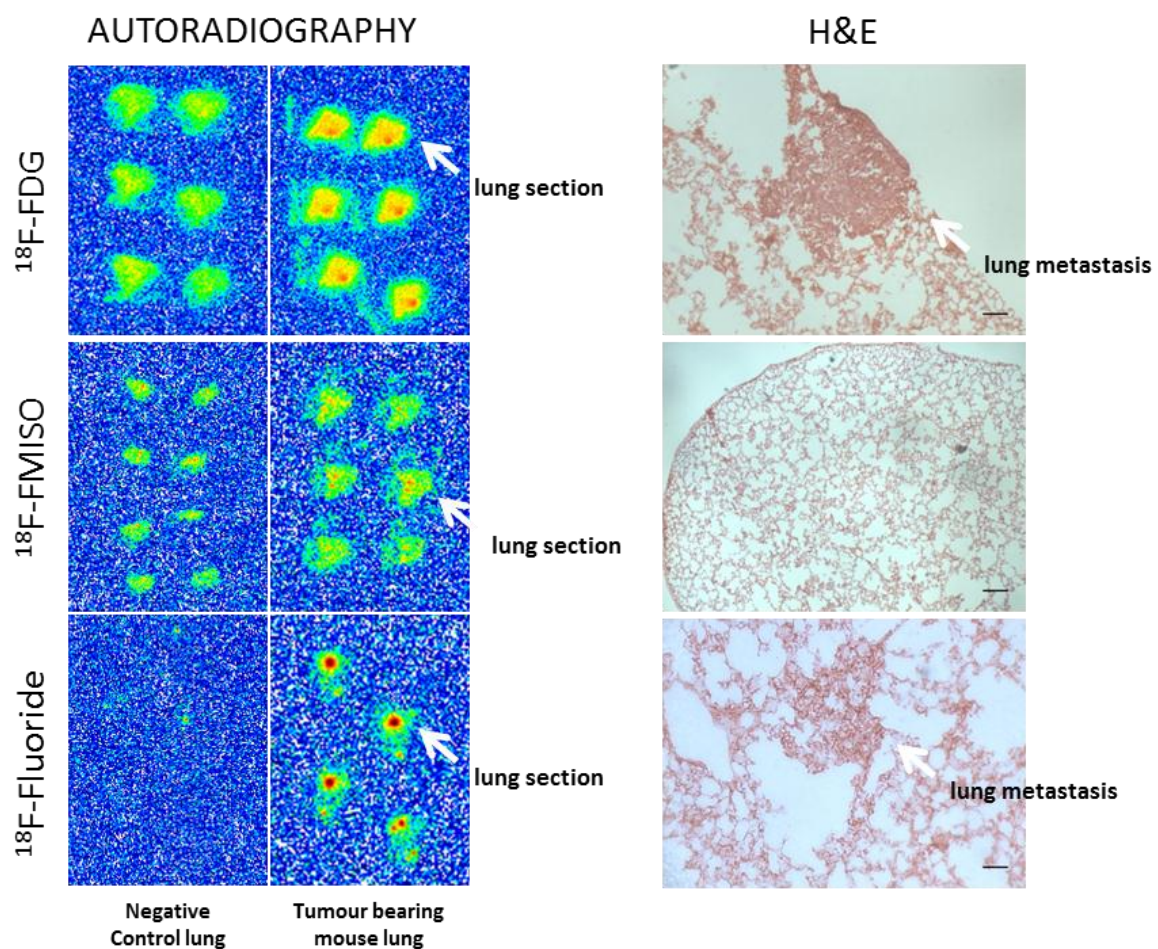 AUTORADIOGRAPHY
H&E
18F-FDG
lung section
lung metastasis
18F-FMISO
lung section
18F-Fluoride
lung section
lung metastasis
Negative
Control lung
Tumour bearing
mouse lung